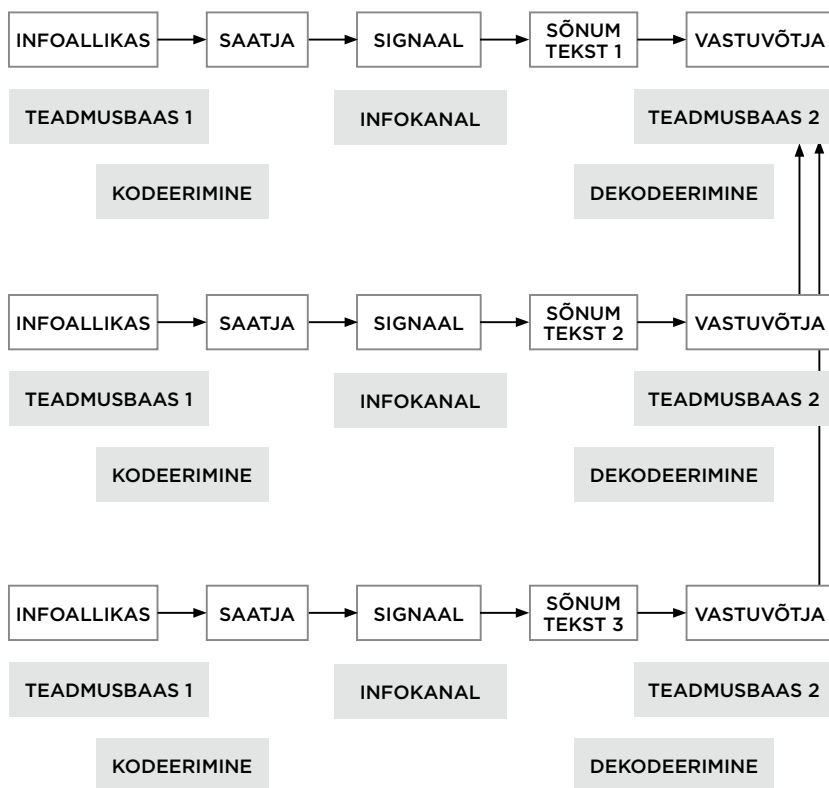 INFOALLIKAS
SAATJA
SIGNAAL
SÕNUM
TEKST 1
VASTUVÕTJA
TEADMUSBAAS 1
INFOKANAL
TEADMUSBAAS 2
KODEERIMINE
DEKODEERIMINE
INFOALLIKAS
SAATJA
SIGNAAL
SÕNUM
TEKST 2
VASTUVÕTJA
TEADMUSBAAS 1
INFOKANAL
TEADMUSBAAS 2
KODEERIMINE
DEKODEERIMINE
INFOALLIKAS
SAATJA
SIGNAAL
SÕNUM
TEKST 3
VASTUVÕTJA
TEADMUSBAAS 1
INFOKANAL
TEADMUSBAAS 2
KODEERIMINE
DEKODEERIMINE